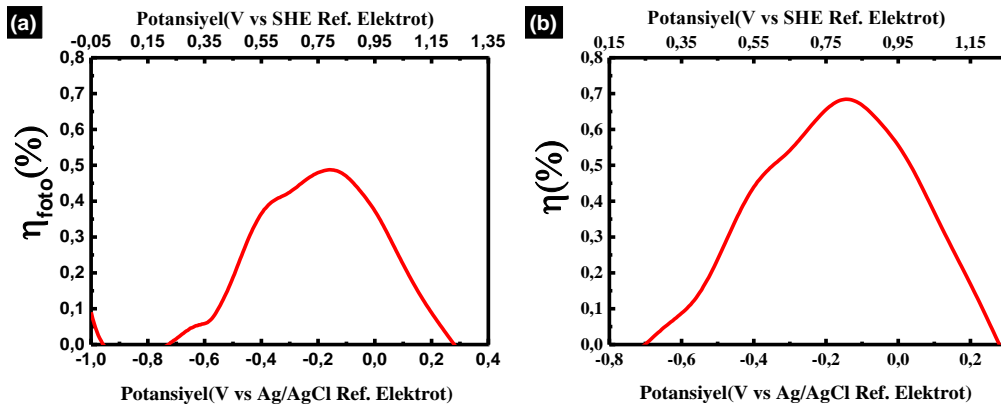 (a)
Potansiyel(V vs SHE Ref. Elektrot)
-0,05 0,15 0,35 0,55 0,75 0,95 1,15 1,35
0,8
0,7
0,6
0,5
0,4
0,3
0,2
0,1
0,0
ηfoto(%)
-1,0 -0,8 -0,6 -0,4 -0,2 0,0 0,2 0,4
Potansiyel(V vs Ag/AgCl Ref. Elektrot)
(b)
Potansiyel(V vs SHE Ref. Elektrot)
0,15 0,35 0,55 0,75 0,95 1,15
0,8
0,7
0,6
0,5
0,4
0,3
0,2
0,1
0,0
η(%)
-0,8 -0,6 -0,4 -0,2 0,0 0,2
Potansiyel(V vs Ag/AgCl Ref. Elektrot)